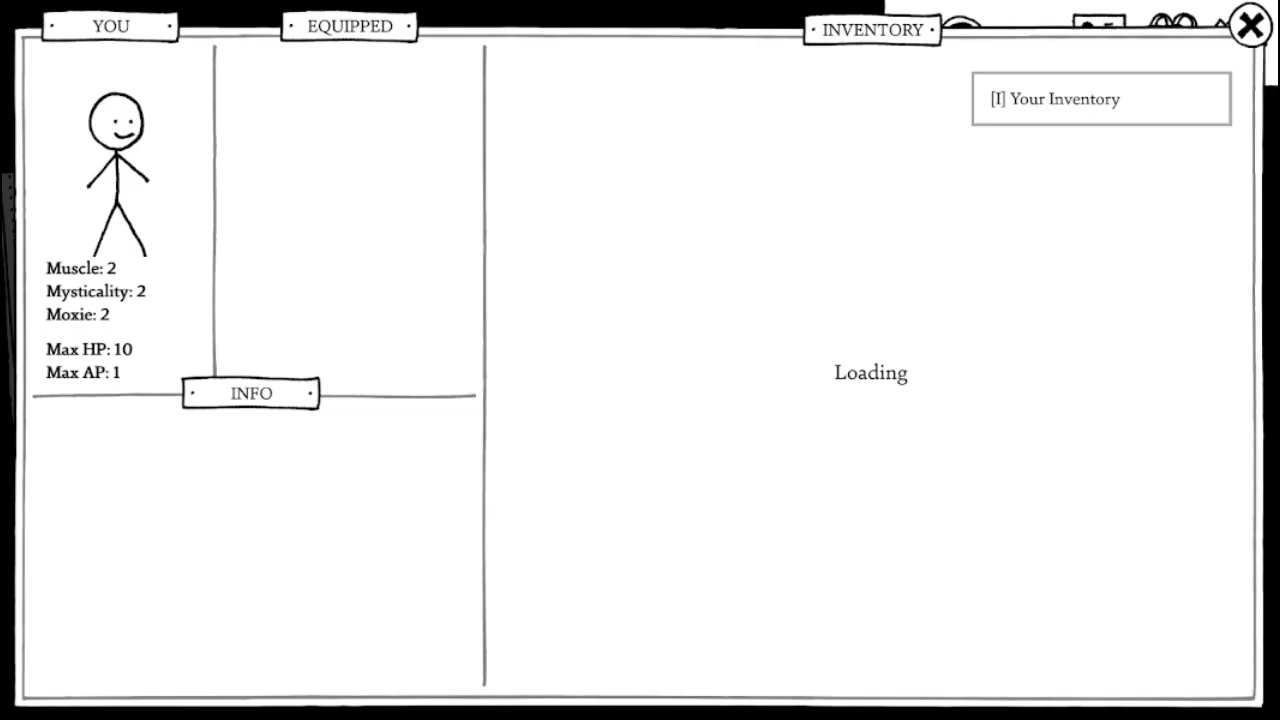 YOU
EQUIPPED
INVENTORY
[I] Your Inventory
Muscle: 2
Mysticality: 2
Moxie: 2
Max HP: 10
Max AP: 1
INFO
Loading